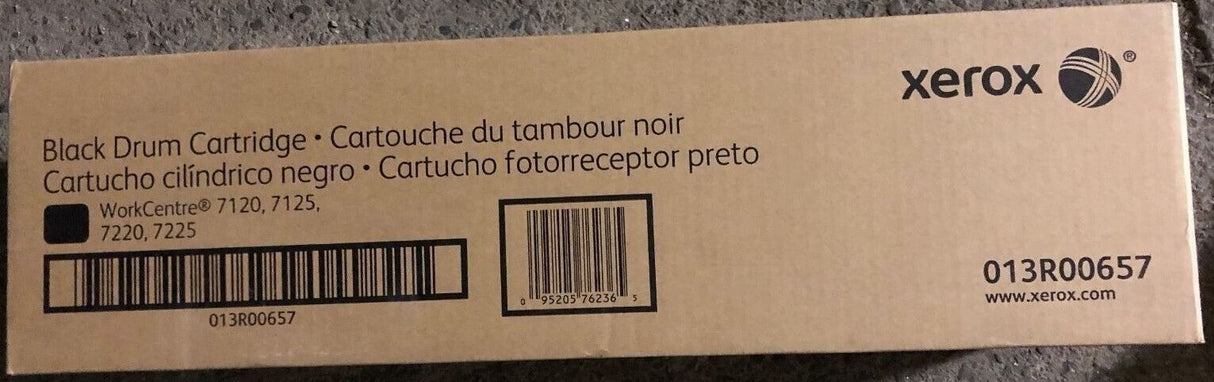 xerox ®
Black Drum Cartridge • Cartouche du tambour noir
Cartucho cilíndrico negro • Cartucho fotorreceptor preto
WorkCentre® 7120, 7125,
7220, 7225
013R00657
0 95205 76236 5
013R00657
www.xerox.com